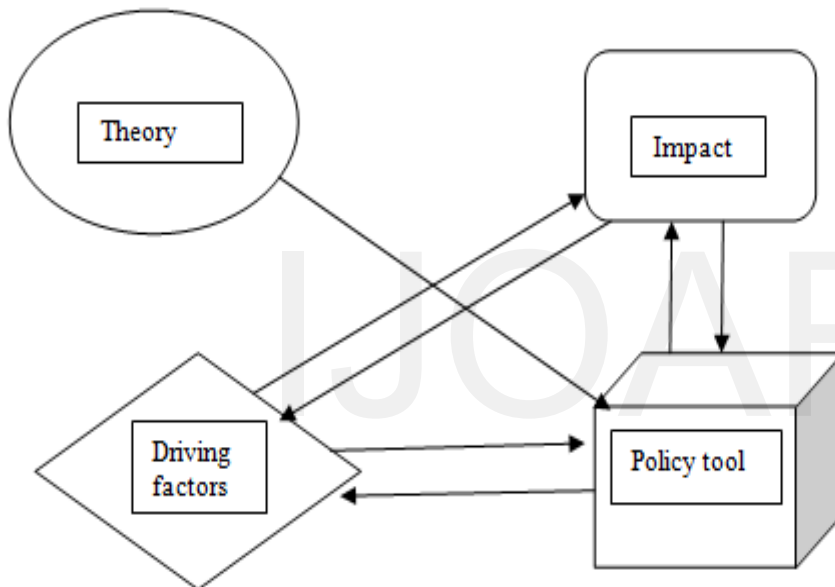 Theory
Impact
Driving
factors
Policy tool
IJOAR